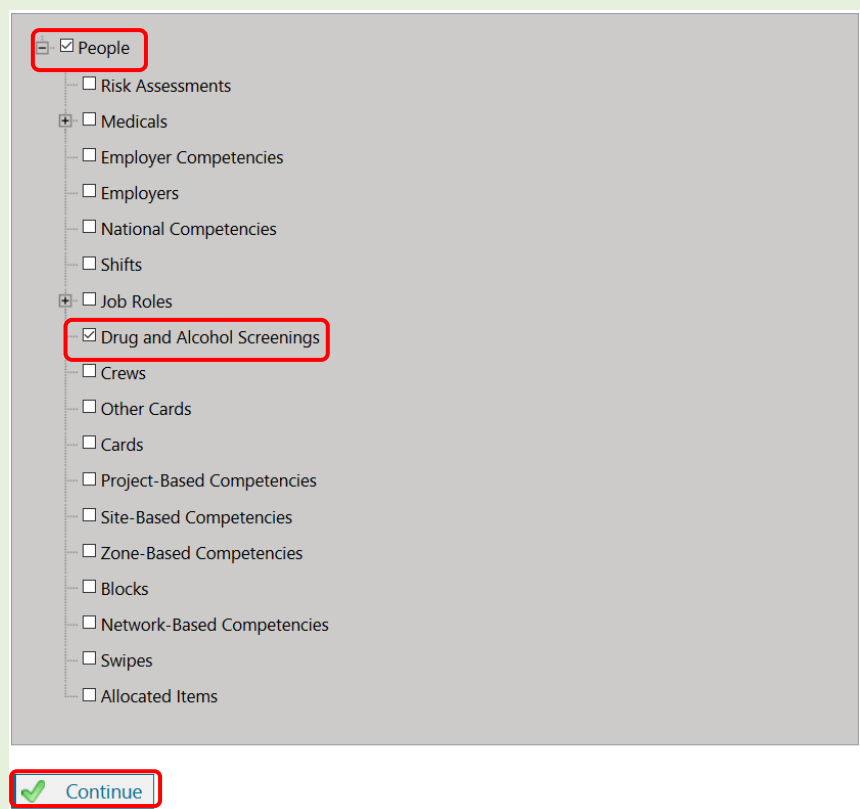 People
Risk Assessments
Medicals
Employer Competencies
Employers
National Competencies
Shifts
Job Roles
Drug and Alcohol Screenings
Crews
Other Cards
Cards
Project-Based Competencies
Site-Based Competencies
Zone-Based Competencies
Blocks
Network-Based Competencies
Swipes
Allocated Items
Continue